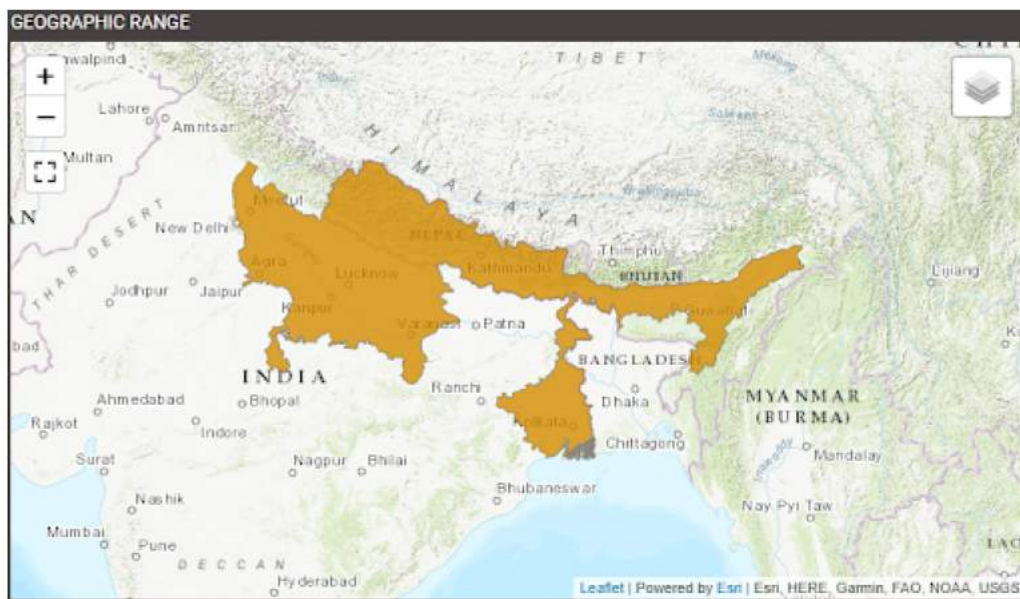 GEOGRAPHIC RANGE
TIBET
Mekong
Lahore
Amritsar
Salween
Multan
HIMALAYA
Brahmaputra
Meerut
New Delhi
NEPAL
Thimphu
THAR DESERT
Agra
Lucknow
Kathmandu
BHUTAN
Lijiang
Jodhpur
Jaipur
Kanpur
Guwahati
Varanasi
Patna
BANGLADESH
INDIA
Ranchi
Dhaka
MYANMAR
(BURMA)
Ahmedabad
Bhopal
Kolkata
Rajkot
Indore
Chittagong
Mandalay
Surat
Nagpur
Bhilai
Nashik
Bhubaneswar
Nay Pyi Taw
Mumbai
Pune
DECCAN
Hyderabad
Leaflet | Powered by Esri | Esri, HERE, Garmin, FAO, NOAA, USGS